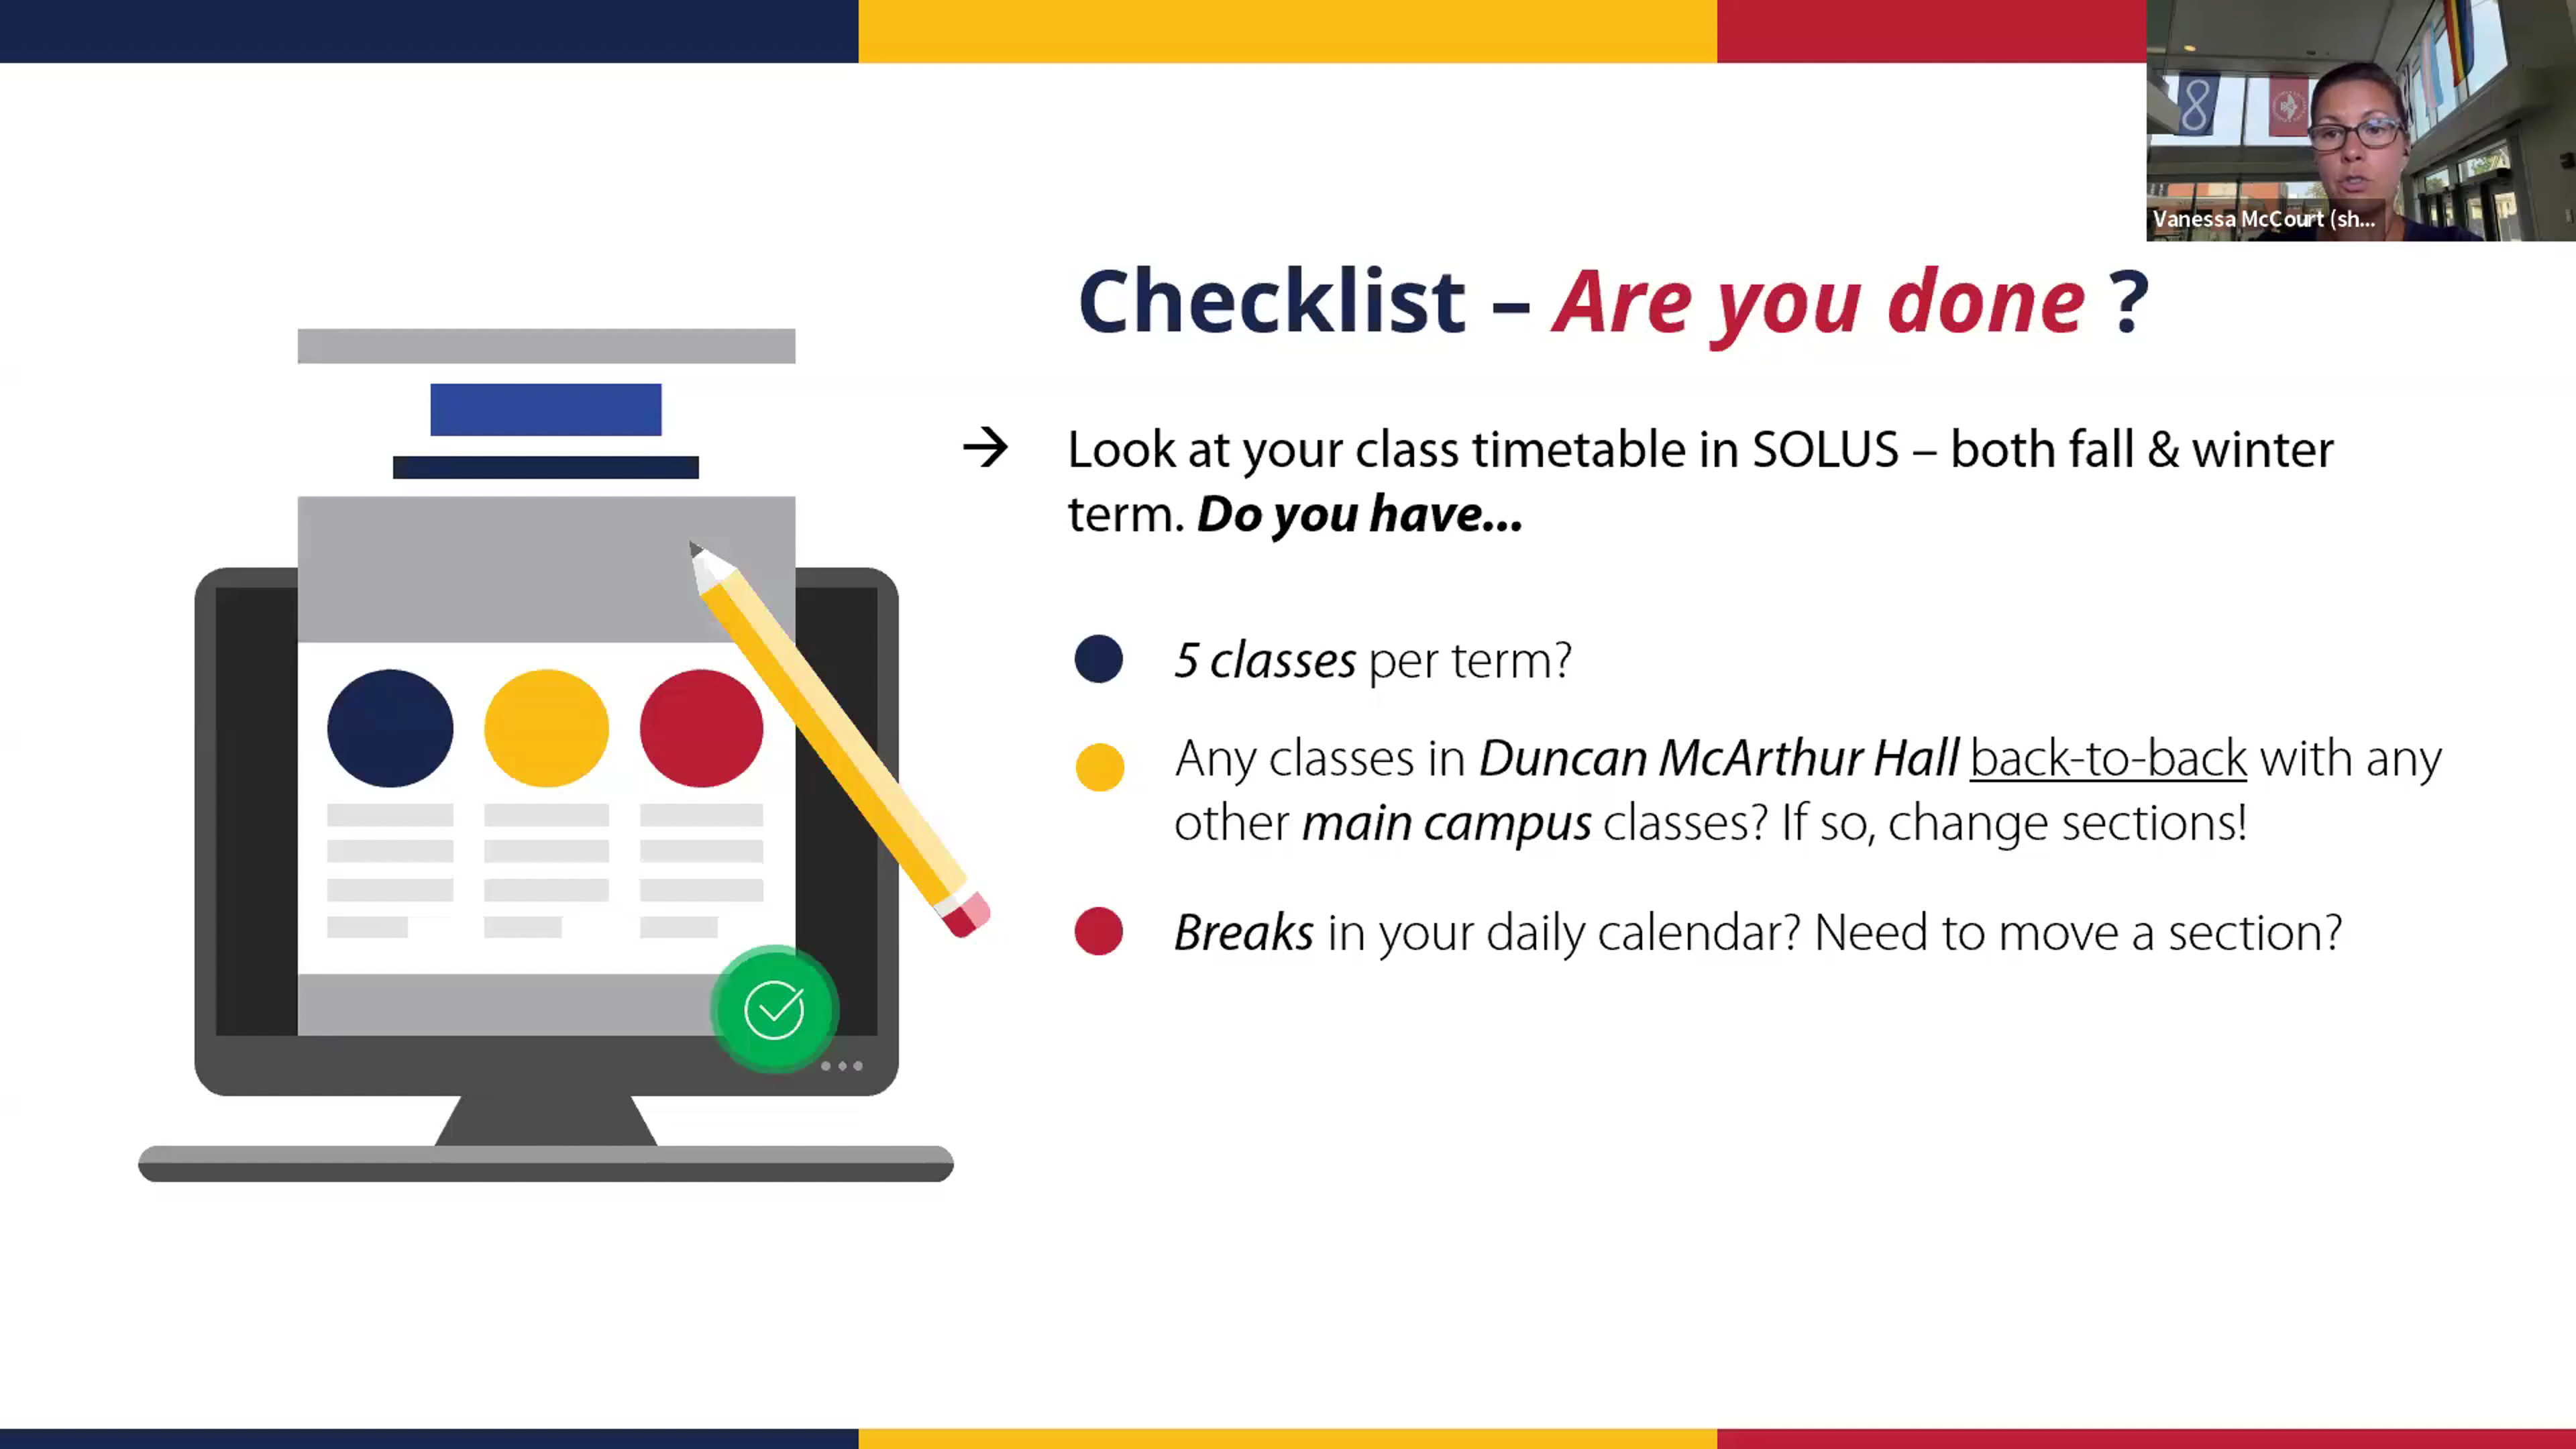 Vanessa McCourt (sh...
Checklist – Are you done ?
→ Look at your class timetable in SOLUS – both fall & winter
term. Do you have...
5 classes per term?
Any classes in Duncan McArthur Hall back-to-back with any
other main campus classes? If so, change sections!
Breaks in your daily calendar? Need to move a section?